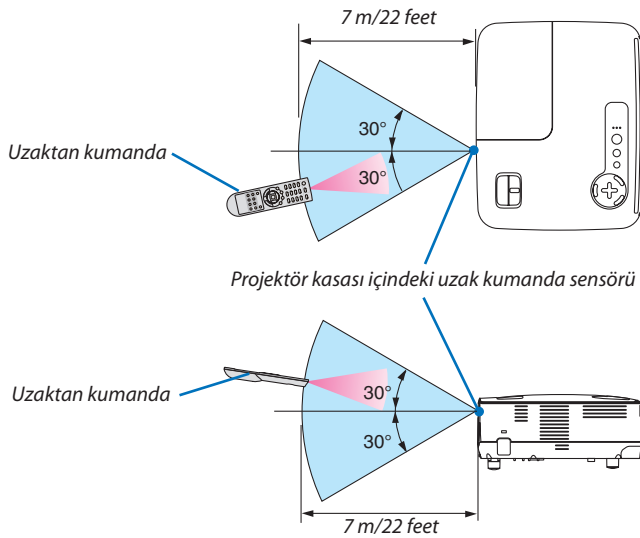 7 m/22 feet
30°
Uzaktan kumanda
30°
Projektör kasası içindeki uzak kumanda sensörü
Uzaktan kumanda
30°
30°
7 m/22 feet